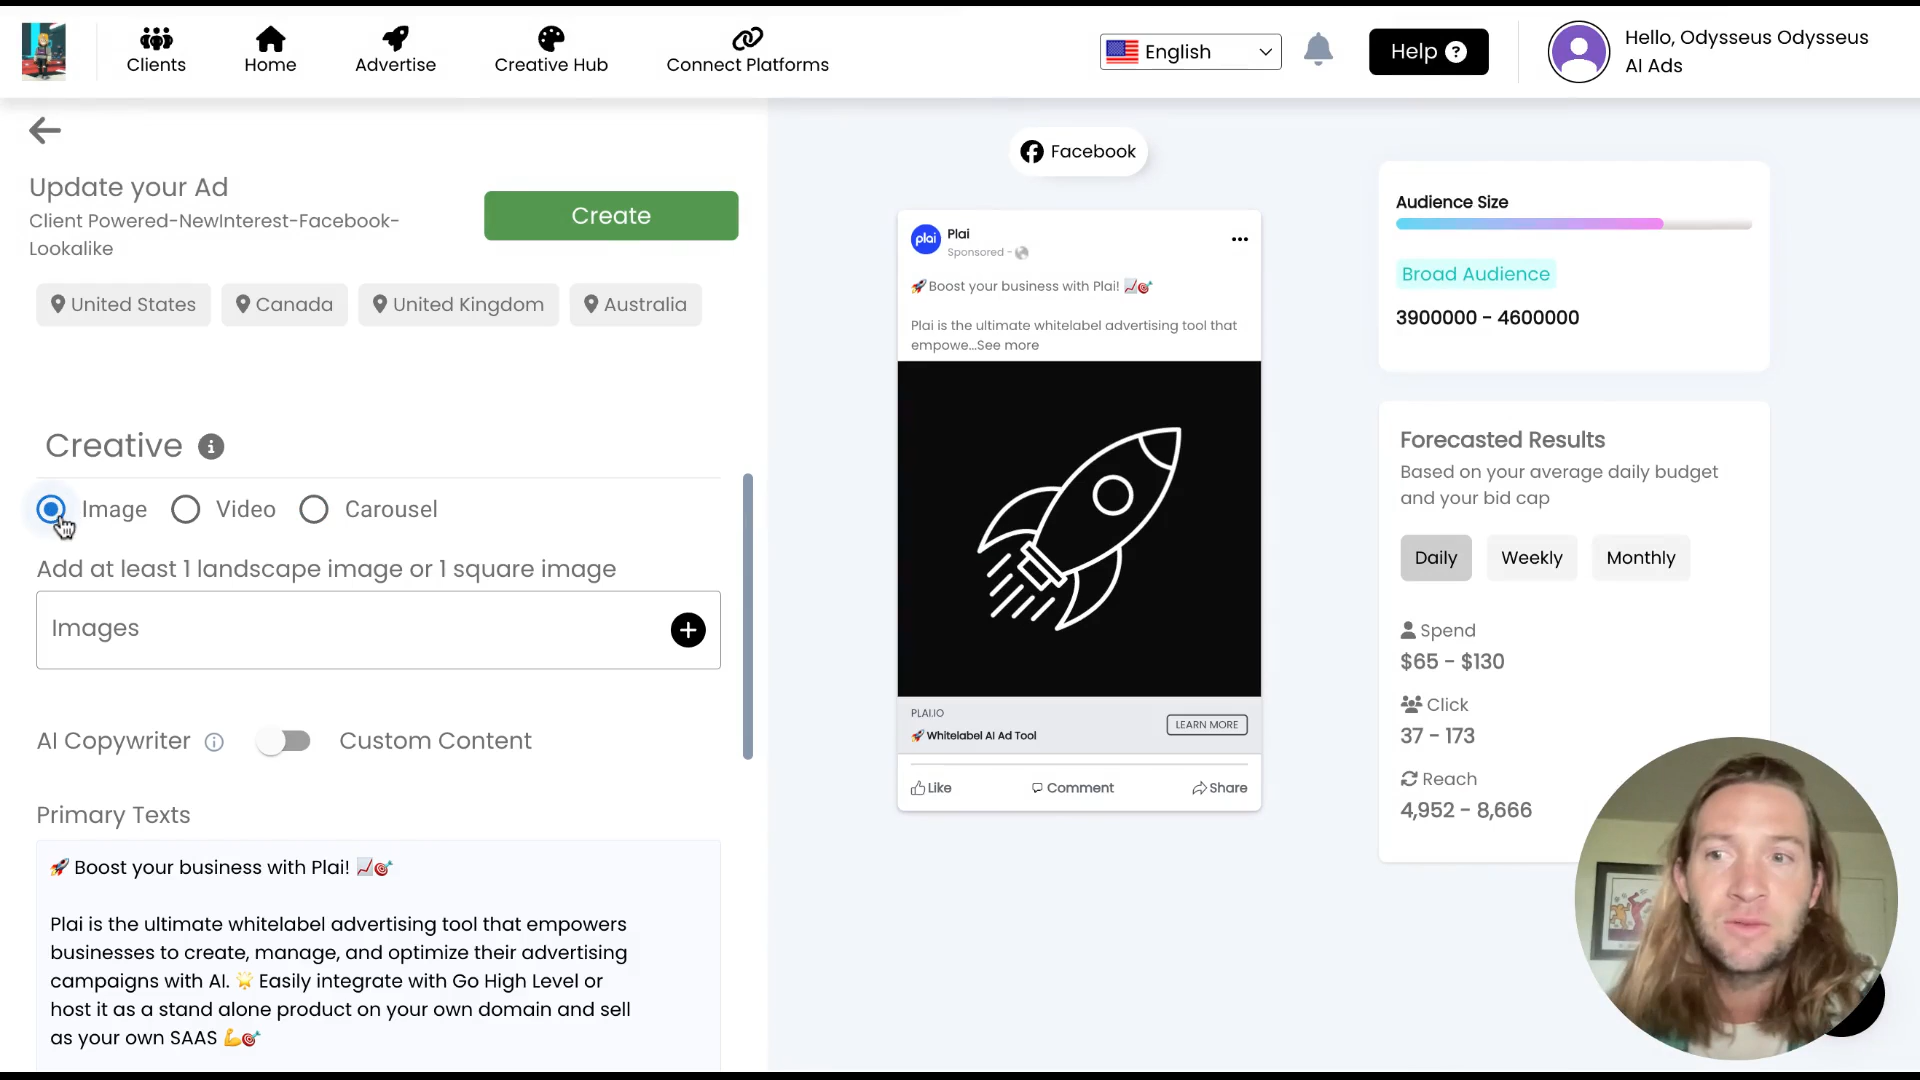 Clients
Home
Advertise
Creative Hub
Connect Platforms
English
Help ?
Hello, Odysseus Odysseus
AI Ads
Update your Ad
Client Powered-NewInterest-Facebook-
Lookalike
Create
United States
Canada
United Kingdom
Australia
Creative
Image
Video
Carousel
Add at least 1 landscape image or 1 square image
Images
AI Copywriter
Custom Content
Primary Texts
🚀 Boost your business with Plai! 📈🎯
Plai is the ultimate whitelabel advertising tool that empowers
businesses to create, manage, and optimize their advertising
campaigns with AI. 🌟 Easily integrate with Go High Level or
host it as a stand alone product on your own domain and sell
as your own SAAS 💪🎯
Facebook
plai
Plai
Sponsored -
🚀Boost your business with Plai! 📈🎯
Plai is the ultimate whitelabel advertising tool that
empowe...See more
PLAI.IO
🚀 Whitelabel AI Ad Tool
LEARN MORE
Like
Comment
Share
Audience Size
Broad Audience
3900000 - 4600000
Forecasted Results
Based on your average daily budget
and your bid cap
Daily
Weekly
Monthly
Spend
$65 - $130
Click
37 - 173
Reach
4,952 - 8,666